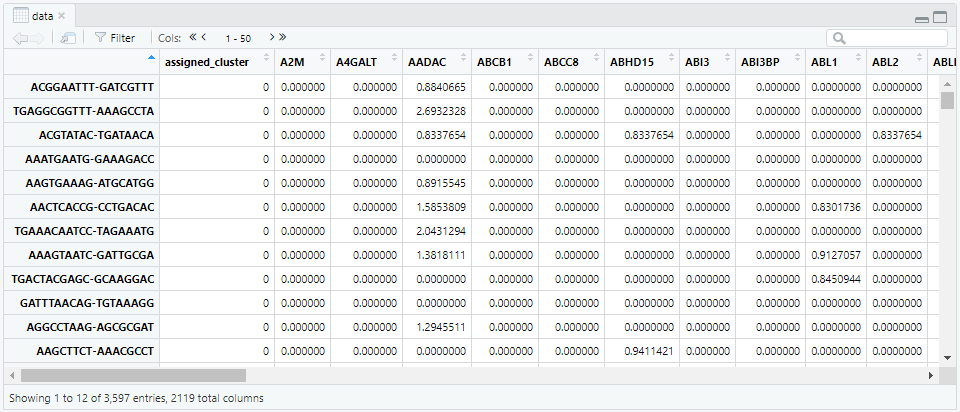 data
Filter Cols: 1 - 50
assigned_cluster A2M A4GALT AADAC ABCB1 ABCC8 ABHD15 ABI3 ABI3BP ABL1 ABL2
ACGGAATTT-GATCGTTT 0 0.000000 0.000000 0.8840665 0.000000 0.000000 0.0000000 0.000000 0.000000 0.0000000 0.0000000
TGAGGCGGTTT-AAAGCCTA 0 0.000000 0.000000 2.6932328 0.000000 0.000000 0.0000000 0.000000 0.000000 0.0000000 0.0000000
ACGTATAC-TGATAACA 0 0.000000 0.000000 0.8337654 0.000000 0.000000 0.8337654 0.000000 0.000000 0.0000000 0.8337654
AAATGAATG-GAAAGACC 0 0.000000 0.000000 0.0000000 0.000000 0.000000 0.0000000 0.000000 0.000000 0.0000000 0.0000000
AAGTGAAAG-ATGCATGG 0 0.000000 0.000000 0.8915545 0.000000 0.000000 0.0000000 0.000000 0.000000 0.0000000 0.0000000
AACTCACCG-CCTGACAC 0 0.000000 0.000000 1.5853809 0.000000 0.000000 0.0000000 0.000000 0.000000 0.8301736 0.0000000
TGAAACAATCC-TAGAAATG 0 0.000000 0.000000 2.0431294 0.000000 0.000000 0.0000000 0.000000 0.000000 0.0000000 0.0000000
AAAGTAATC-GATTGCGA 0 0.000000 0.000000 1.3818111 0.000000 0.000000 0.0000000 0.000000 0.000000 0.9127057 0.0000000
TGACTACGAGC-GCAAGGAC 0 0.000000 0.000000 0.0000000 0.000000 0.000000 0.0000000 0.000000 0.000000 0.8450944 0.0000000
GATTTAACAG-TGTAAAGG 0 0.000000 0.000000 0.0000000 0.000000 0.000000 0.0000000 0.000000 0.000000 0.0000000 0.0000000
AGGCCTAAG-AGCGCGAT 0 0.000000 0.000000 1.2945511 0.000000 0.000000 0.0000000 0.000000 0.000000 0.0000000 0.0000000
AAGCTTCT-AAACGCCT 0 0.000000 0.000000 0.0000000 0.000000 0.000000 0.9411421 0.000000 0.000000 0.0000000 0.0000000
Showing 1 to 12 of 3,597 entries, 2119 total columns